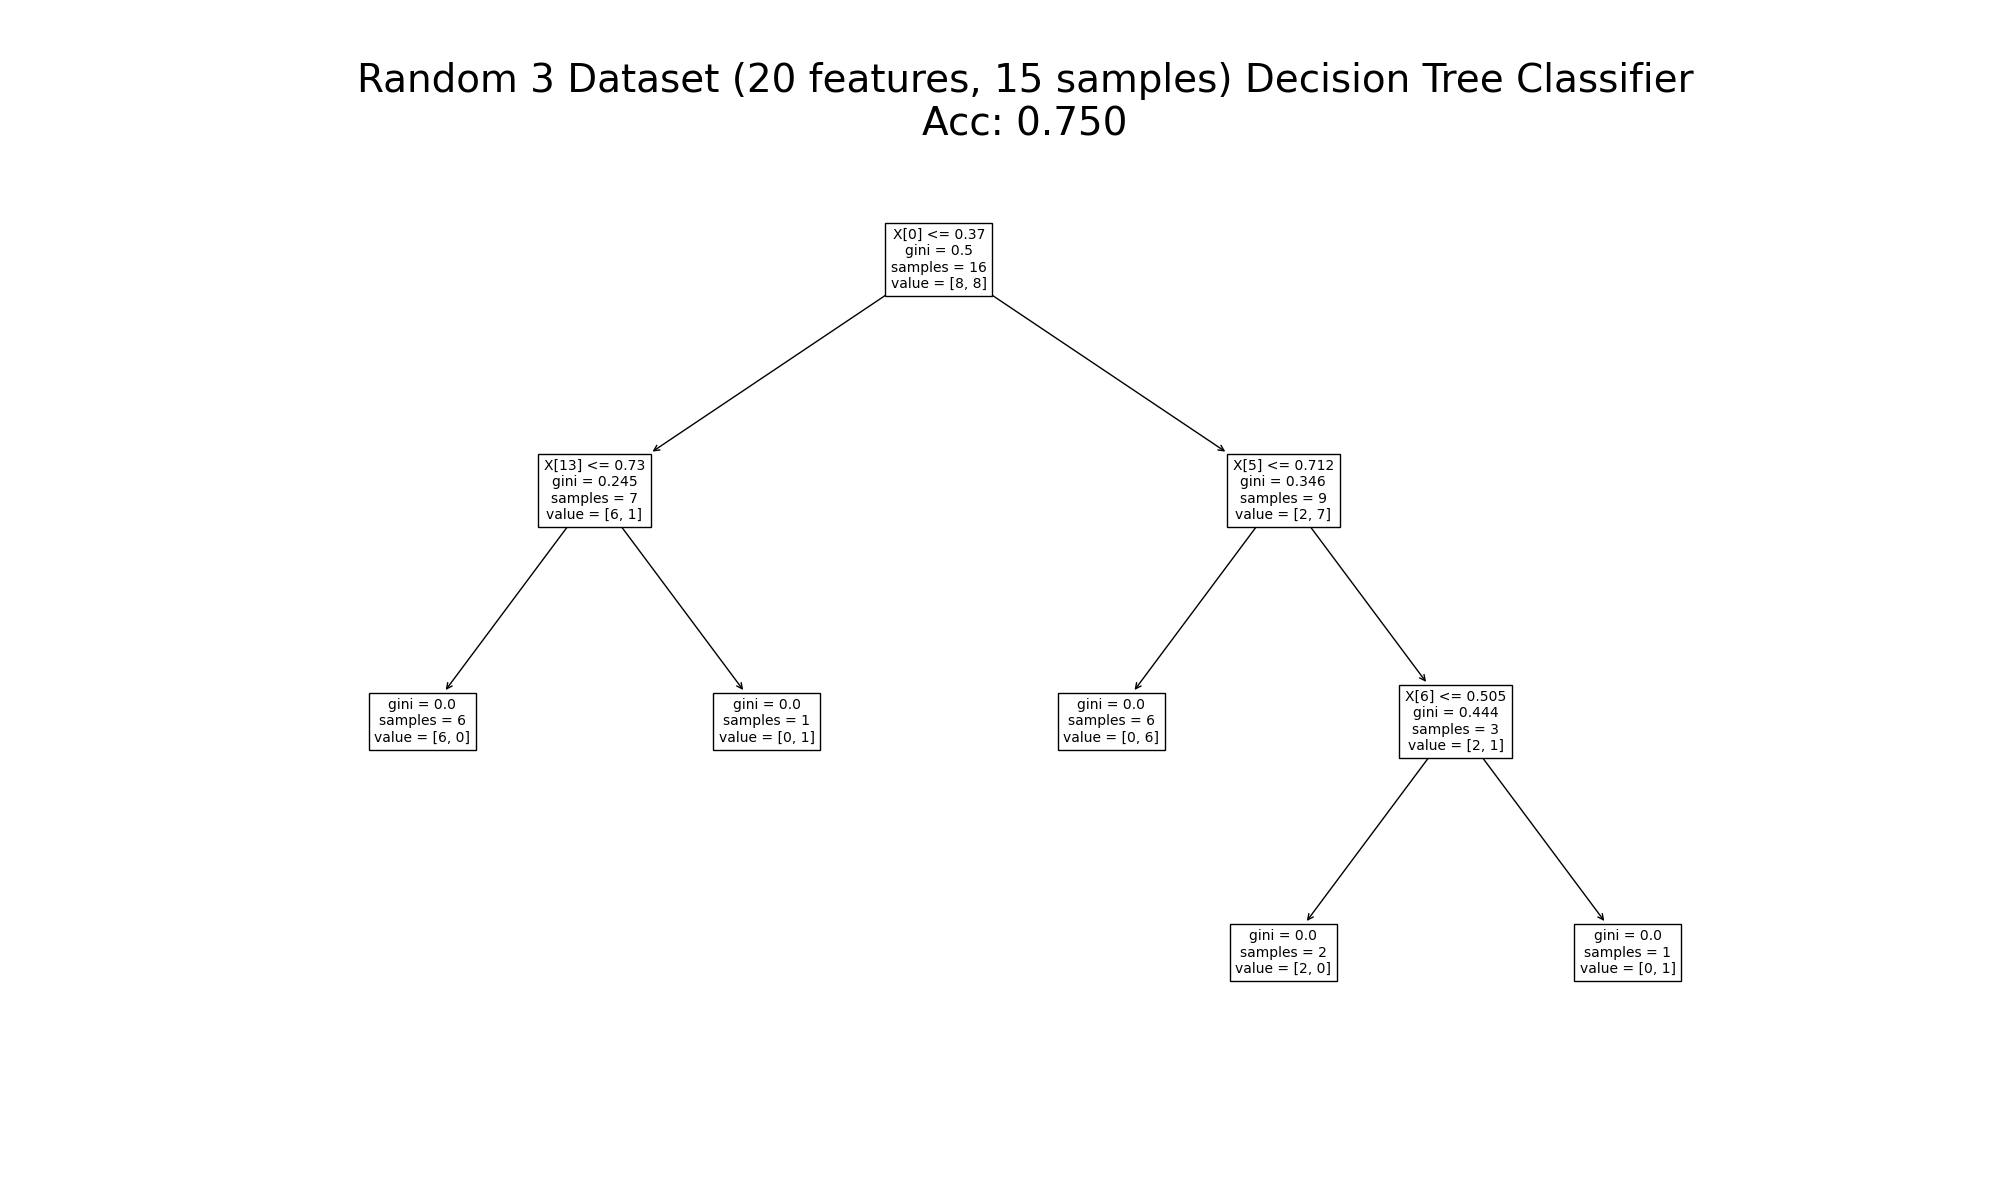 Random 3 Dataset (20 features, 15 samples) Decision Tree Classifier
Acc: 0.750
X[0] <= 0.37
gini = 0.5
samples = 16
value = [8, 8]
X[13] <= 0.73
gini = 0.245
samples = 7
value = [6, 1]
X[5] <= 0.712
gini = 0.346
samples = 9
value = [2, 7]
gini = 0.0
samples = 6
value = [6, 0]
gini = 0.0
samples = 1
value = [0, 1]
gini = 0.0
samples = 6
value = [0, 6]
X[6] <= 0.505
gini = 0.444
samples = 3
value = [2, 1]
gini = 0.0
samples = 2
value = [2, 0]
gini = 0.0
samples = 1
value = [0, 1]